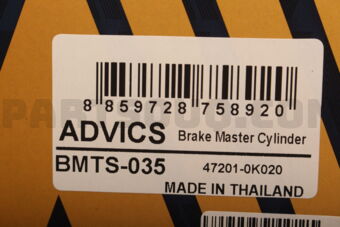 8 859728 758920
ADVICS Brake Master Cylinder
BMTS-035 47201-0K020
MADE IN THAILAND